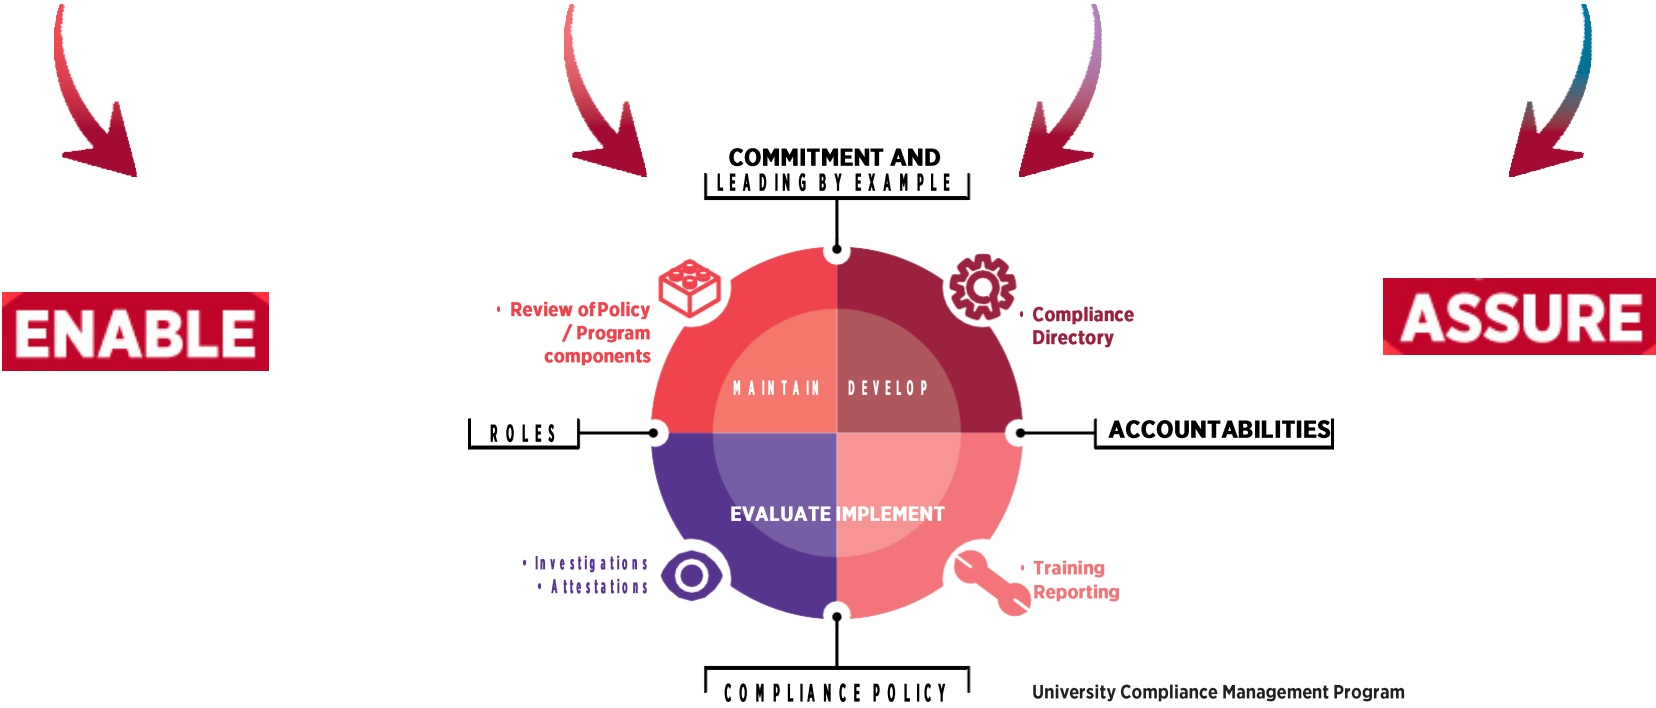 COMMITMENT AND
LEADING BY EXAMPLE
ENABLE
ASSURE
• Review of Policy
/ Program
components
• Compliance
Directory
MAINTAIN
DEVELOP
ROLES
ACCOUNTABILITIES
EVALUATE
IMPLEMENT
• Investigations
• Attestations
• Training
Reporting
COMPLIANCE POLICY
University Compliance Management Program